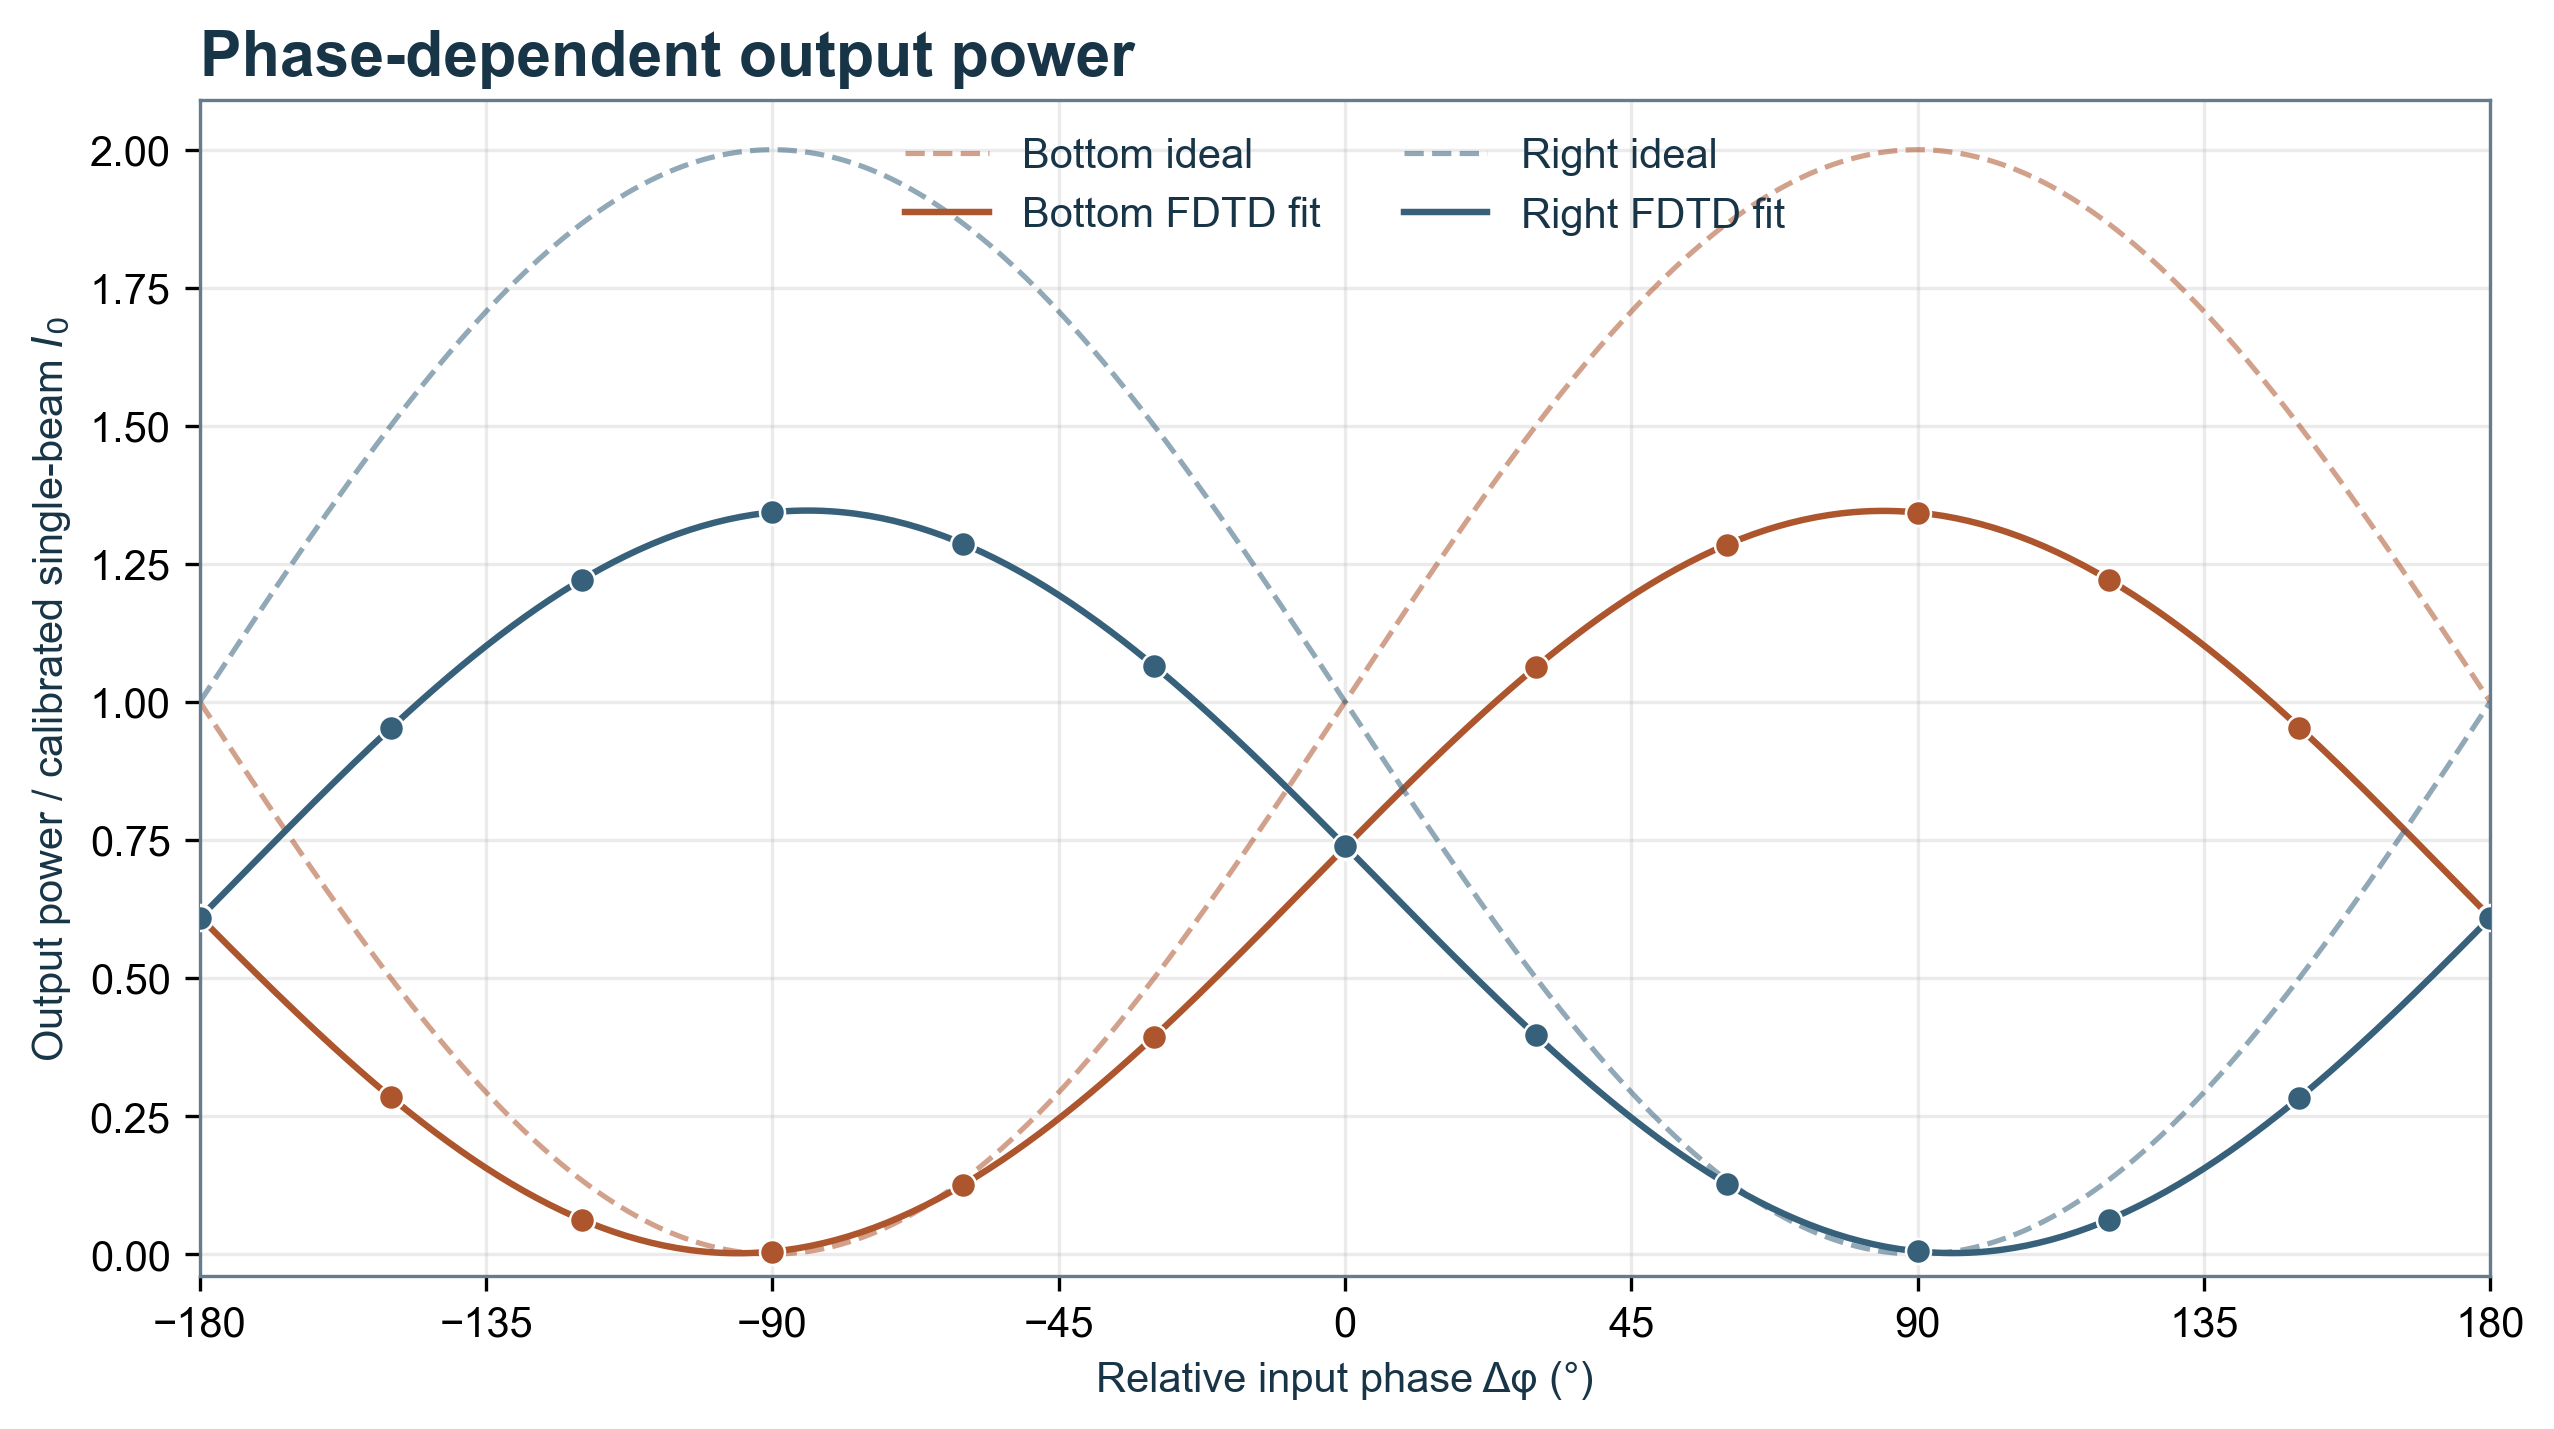 Phase-dependent output power
Bottom ideal
Bottom FDTD fit
Right ideal
Right FDTD fit
Output power / calibrated single-beam I₀
2.00
1.75
1.50
1.25
1.00
0.75
0.50
0.25
0.00
−180
−135
−90
−45
0
45
90
135
180
Relative input phase Δφ (°)